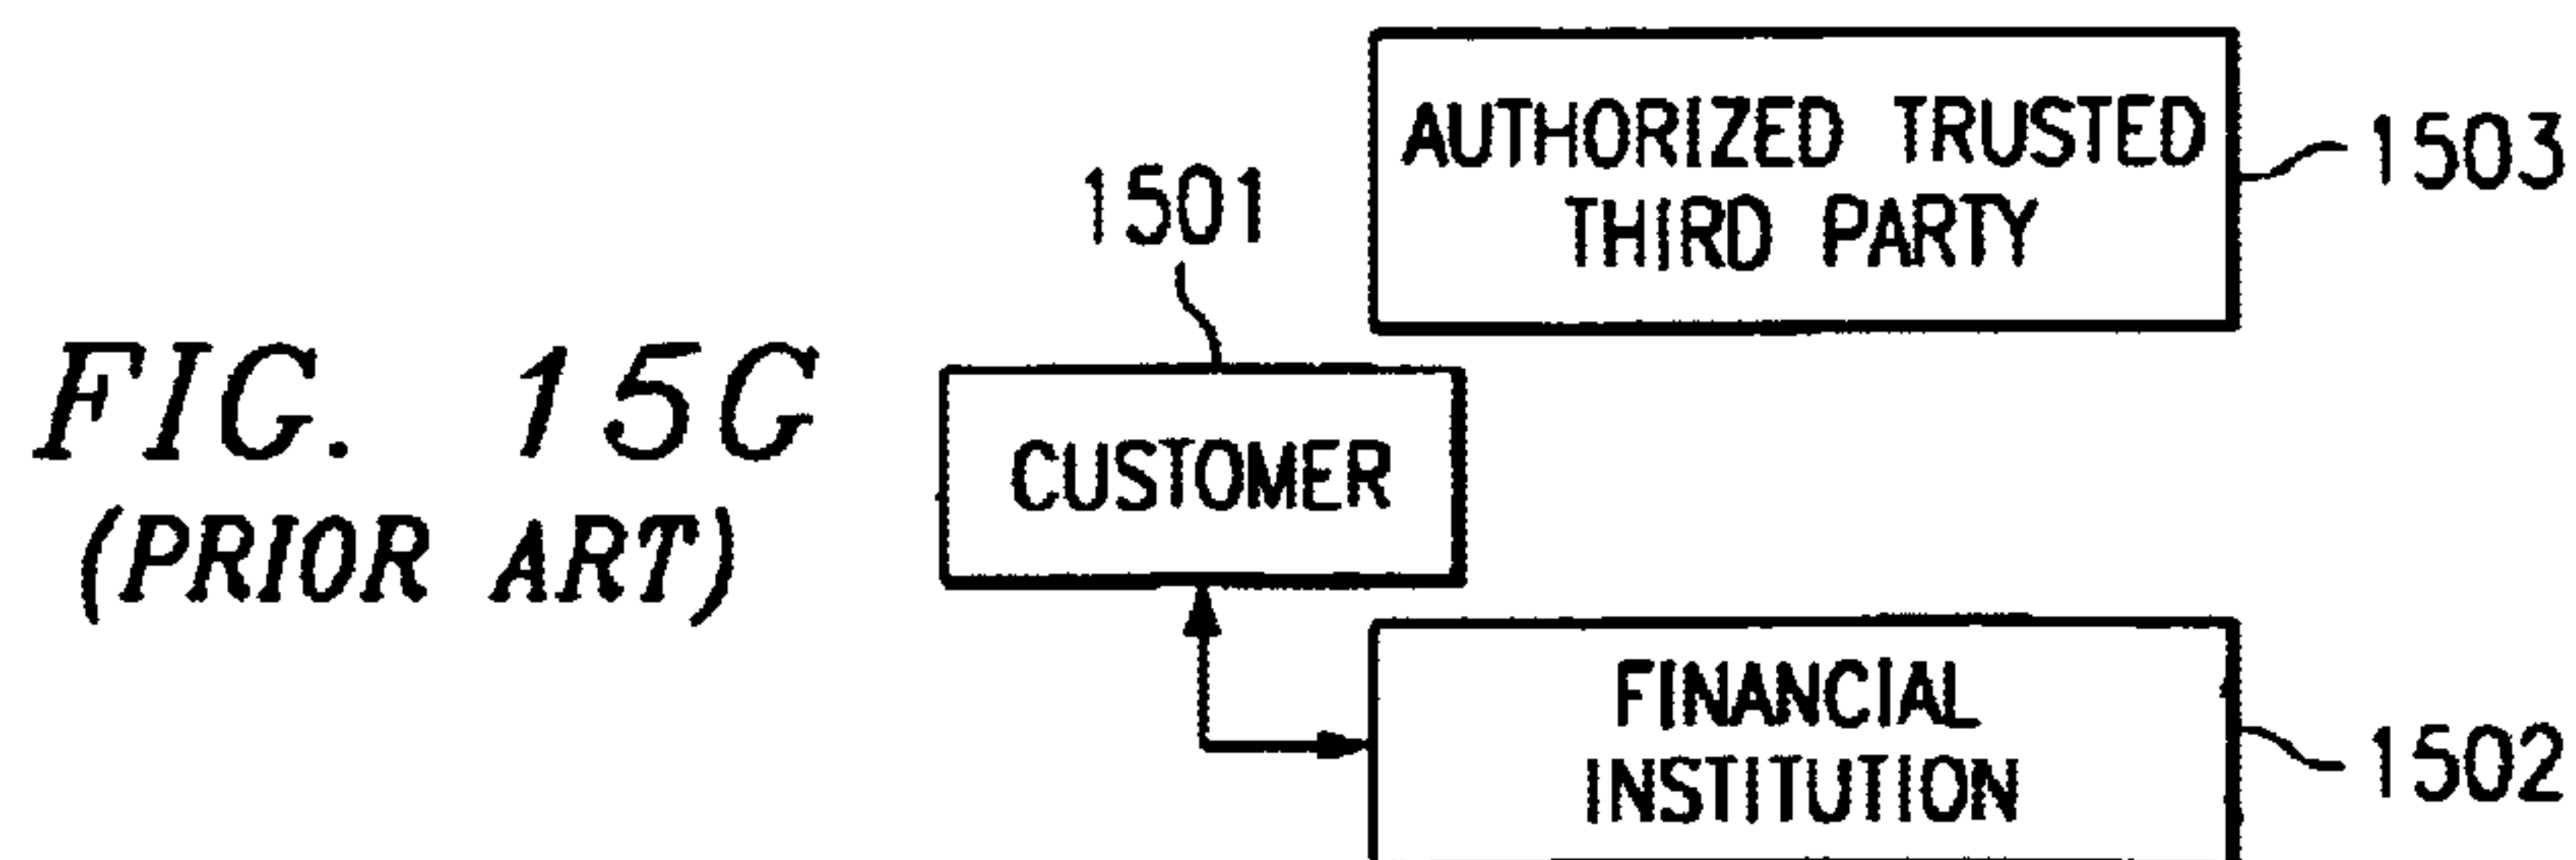 FIG. 15G
(PRIOR ART)
1501
CUSTOMER
AUTHORIZED TRUSTED
THIRD PARTY
1503
FINANCIAL
INSTITUTION
1502